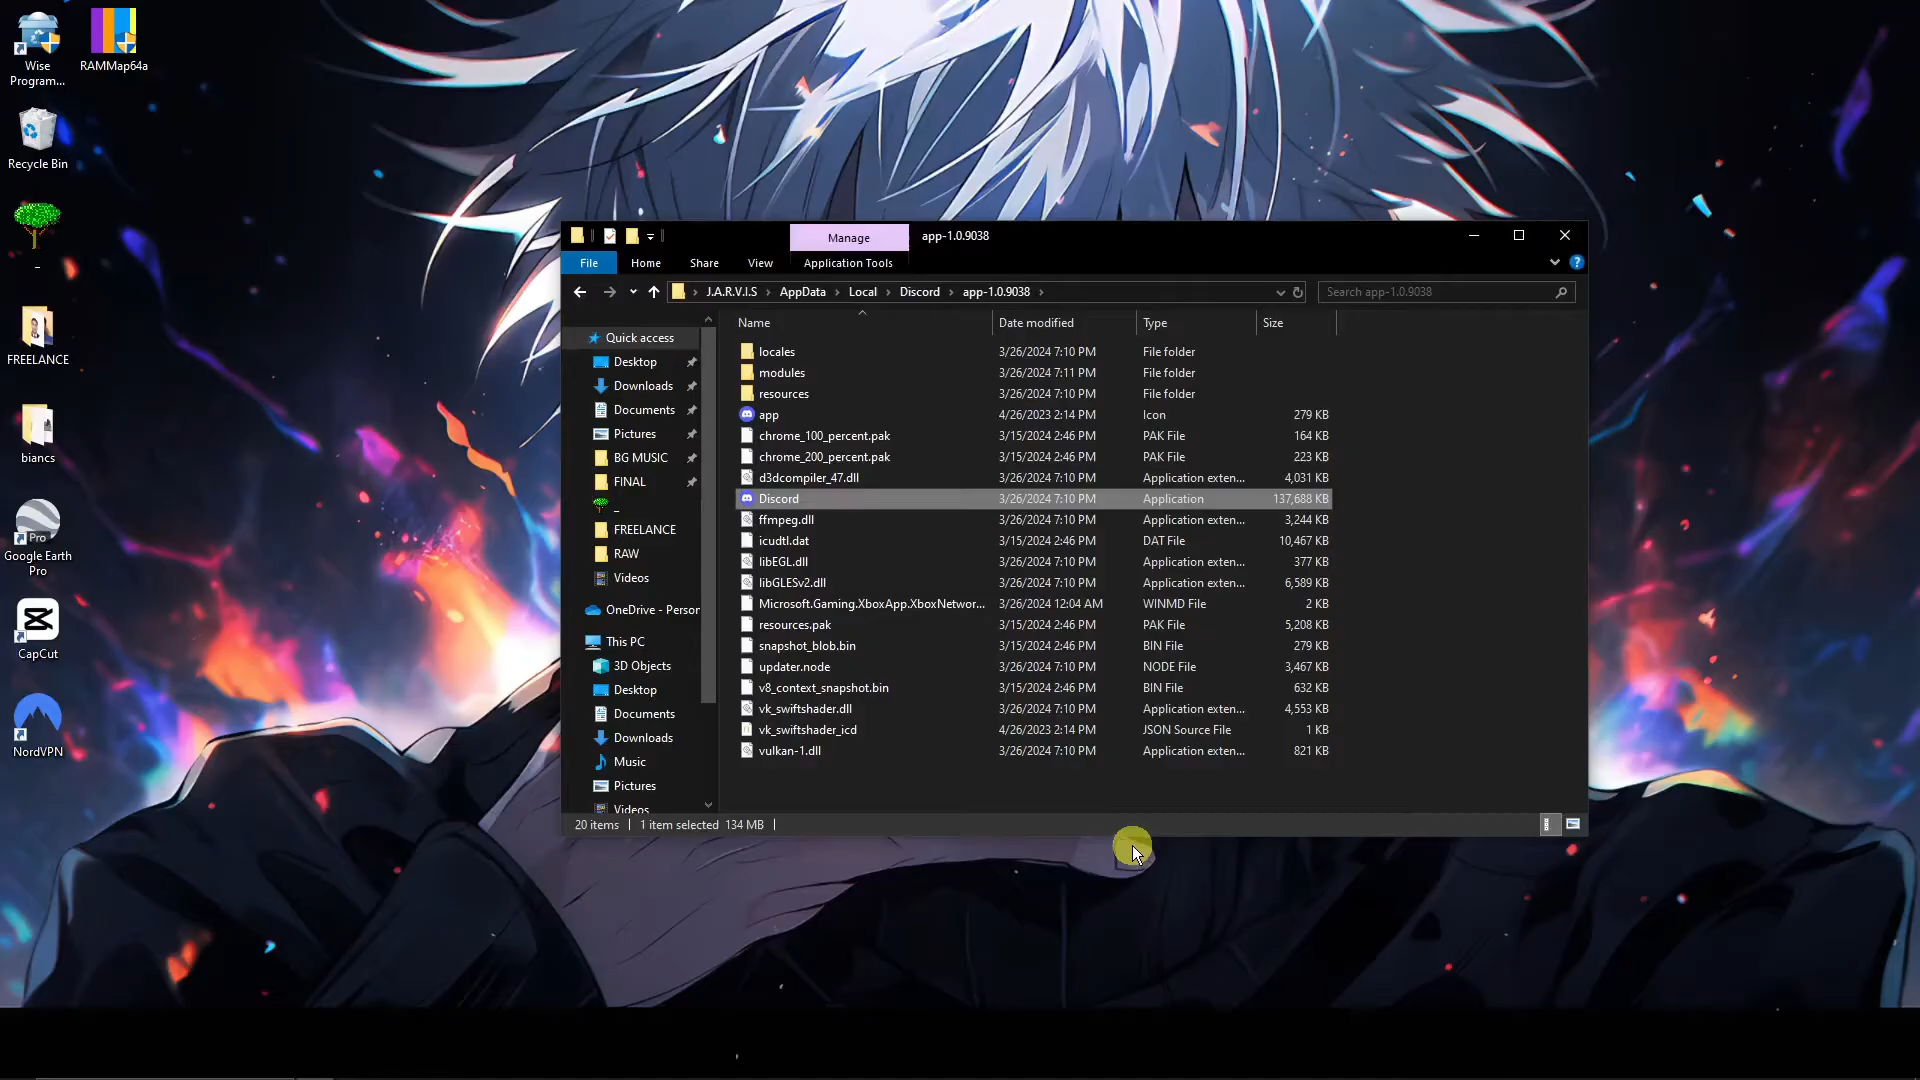 Wise
Program...
RAMMap64a
Recycle Bin
_
FREELANCE
biancs
Pro
Google Earth
Pro
CapCut
NordVPN
Manage
app-1.0.9038
File
Home
Share
View
Application Tools
J.A.R.V.I.S
AppData
Local
Discord
app-1.0.9038
Search app-1.0.9038
Quick access
Desktop
Downloads
Documents
Pictures
BG MUSIC
FINAL
_
FREELANCE
RAW
Videos
OneDrive - Person
This PC
3D Objects
Desktop
Documents
Downloads
Music
Pictures
Videos
Name Date modified Type Size
locales 3/26/2024 7:10 PM File folder
modules 3/26/2024 7:11 PM File folder
resources 3/26/2024 7:10 PM File folder
app 4/26/2023 2:14 PM Icon 279 KB
chrome_100_percent.pak 3/15/2024 2:46 PM PAK File 164 KB
chrome_200_percent.pak 3/15/2024 2:46 PM PAK File 223 KB
d3dcompiler_47.dll 3/26/2024 7:10 PM Application exten... 4,031 KB
Discord 3/26/2024 7:10 PM Application 137,688 KB
ffmpeg.dll 3/26/2024 7:10 PM Application exten... 3,244 KB
icudtl.dat 3/15/2024 2:46 PM DAT File 10,467 KB
libEGL.dll 3/26/2024 7:10 PM Application exten... 377 KB
libGLESv2.dll 3/26/2024 7:10 PM Application exten... 6,589 KB
Microsoft.Gaming.XboxApp.XboxNetwor... 3/26/2024 12:04 AM WINMD File 2 KB
resources.pak 3/15/2024 2:46 PM PAK File 5,208 KB
snapshot_blob.bin 3/15/2024 2:46 PM BIN File 279 KB
updater.node 3/26/2024 7:10 PM NODE File 3,467 KB
v8_context_snapshot.bin 3/15/2024 2:46 PM BIN File 632 KB
vk_swiftshader.dll 3/26/2024 7:10 PM Application exten... 4,553 KB
vk_swiftshader_icd 4/26/2023 2:14 PM JSON Source File 1 KB
vulkan-1.dll 3/26/2024 7:10 PM Application exten... 821 KB
20 items 1 item selected 134 MB